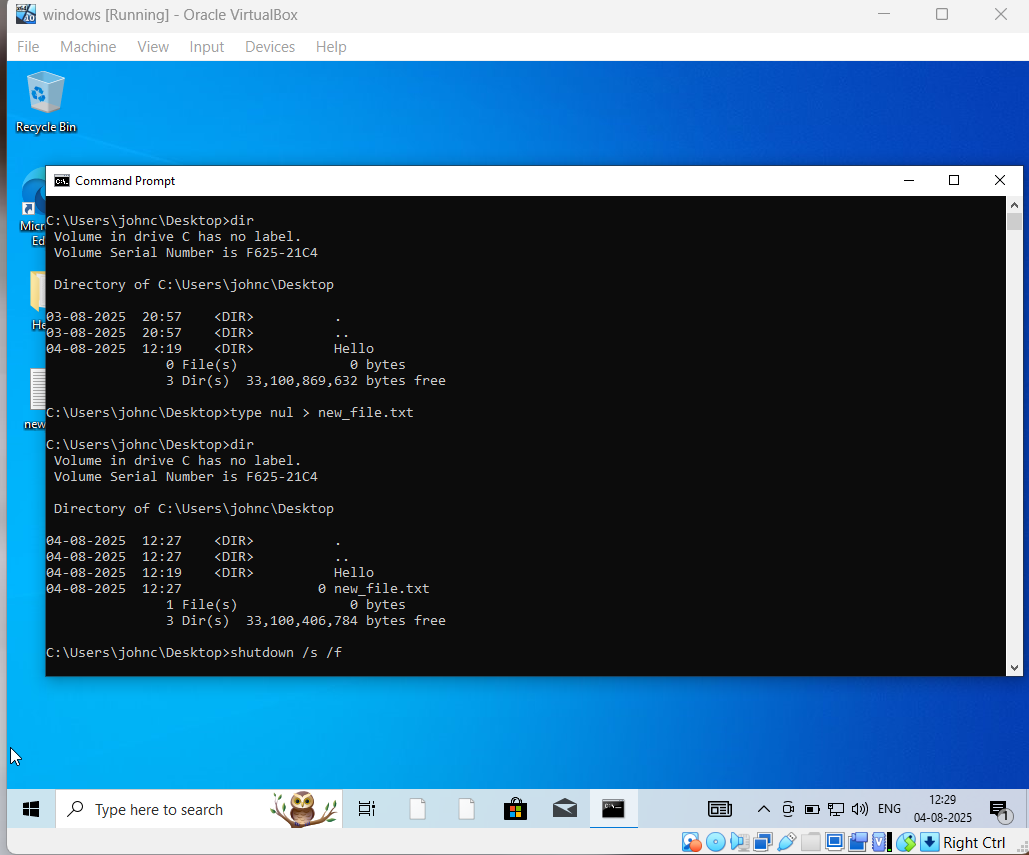 windows [Running] - Oracle VirtualBox
File Machine View Input Devices Help
Recycle Bin
Command Prompt
C:\Users\johnc\Desktop>dir
 Volume in drive C has no label.
 Volume Serial Number is F625-21C4
 Directory of C:\Users\johnc\Desktop
03-08-2025  20:57    <DIR>          .
03-08-2025  20:57    <DIR>          ..
04-08-2025  12:19    <DIR>          Hello
               0 File(s)              0 bytes
               3 Dir(s)  33,100,869,632 bytes free
C:\Users\johnc\Desktop>type nul > new_file.txt
C:\Users\johnc\Desktop>dir
 Volume in drive C has no label.
 Volume Serial Number is F625-21C4
 Directory of C:\Users\johnc\Desktop
04-08-2025  12:27    <DIR>          .
04-08-2025  12:27    <DIR>          ..
04-08-2025  12:19    <DIR>          Hello
04-08-2025  12:27                 0 new_file.txt
               1 File(s)              0 bytes
               3 Dir(s)  33,100,406,784 bytes free
C:\Users\johnc\Desktop>shutdown /s /f
Micr
Ed
He
new
Type here to search
ENG
12:29
04-08-2025
1
Right Ctrl